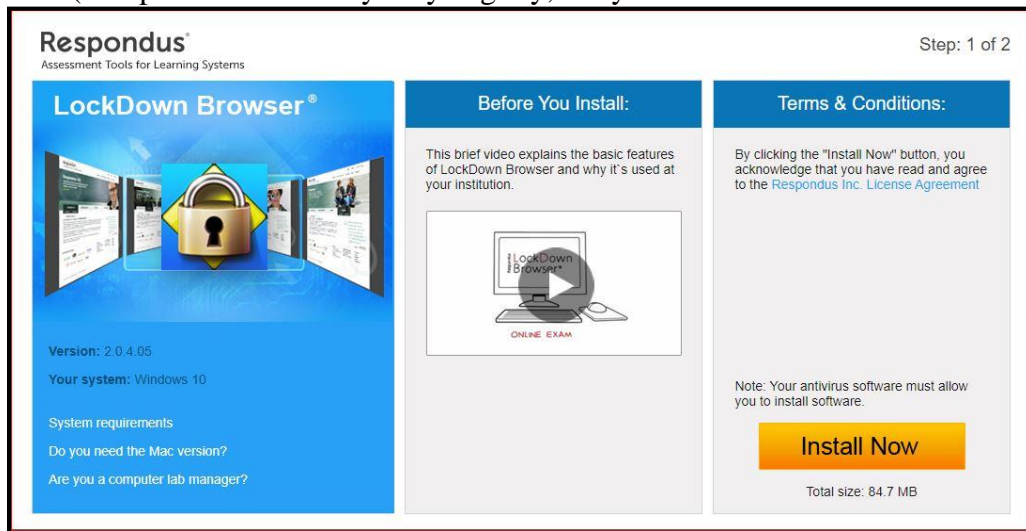 Respondus®
Assessment Tools for Learning Systems
Step: 1 of 2
LockDown Browser®
Version: 2.0.4.05
Your system: Windows 10
System requirements
Do you need the Mac version?
Are you a computer lab manager?
Before You Install:
This brief video explains the basic features
of LockDown Browser and why it`s used at
your institution.
Respondus
LockDown
Browser®
ONLINE EXAM
Terms & Conditions:
By clicking the "Install Now" button, you
acknowledge that you have read and agree
to the Respondus Inc. License Agreement
Note: Your antivirus software must allow
you to install software.
Install Now
Total size: 84.7 MB